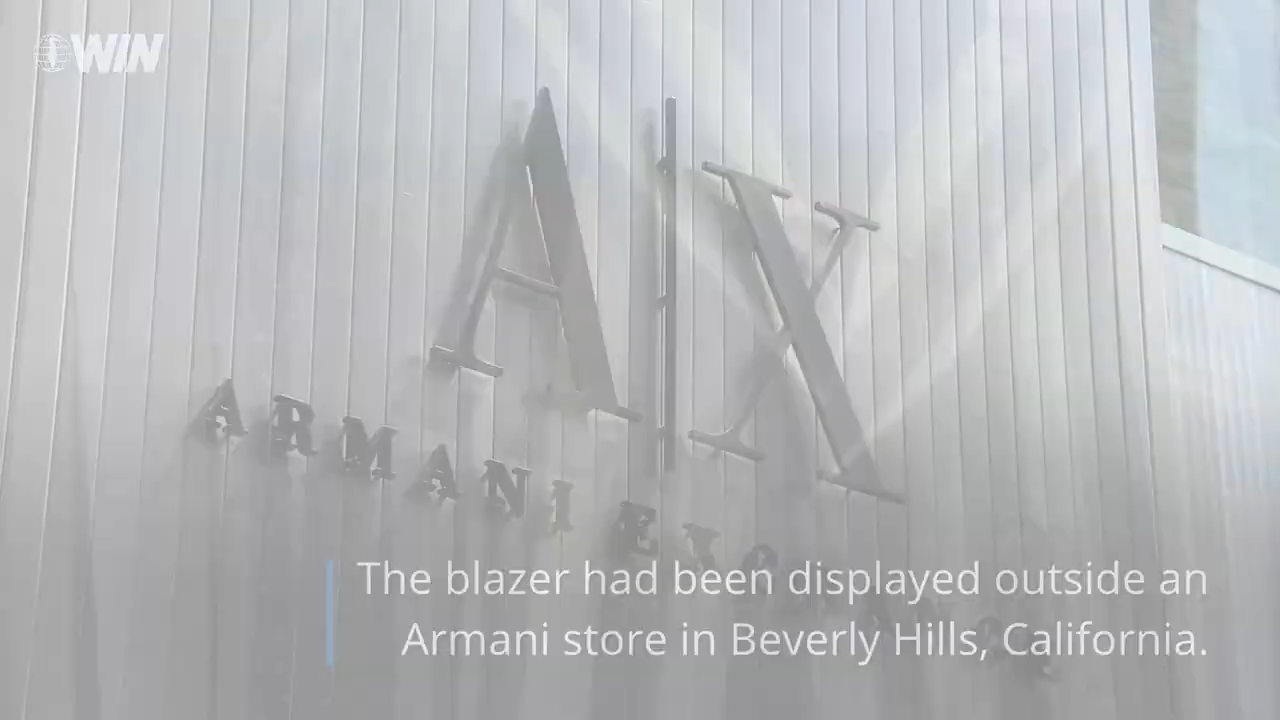 WIN
A|X
ARMANI E
The blazer had been displayed outside an
Armani store in Beverly Hills, California.